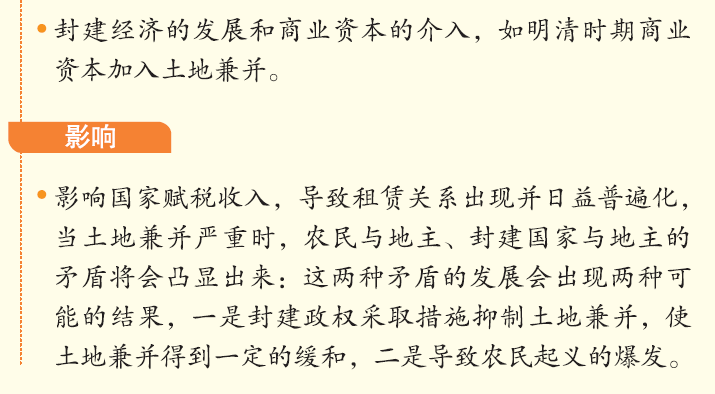 封建经济的发展和商业资本的介入，如明清时期商业
资本加入土地兼并。
影响
影响国家赋税收入，导致租赁关系出现并日益普遍化，
当土地兼并严重时，农民与地主、封建国家与地主的
矛盾将会凸显出来：这两种矛盾的发展会出现两种可
能的结果，一是封建政权采取措施抑制土地兼并，使
土地兼并得到一定的缓和，二是导致农民起义的爆发。